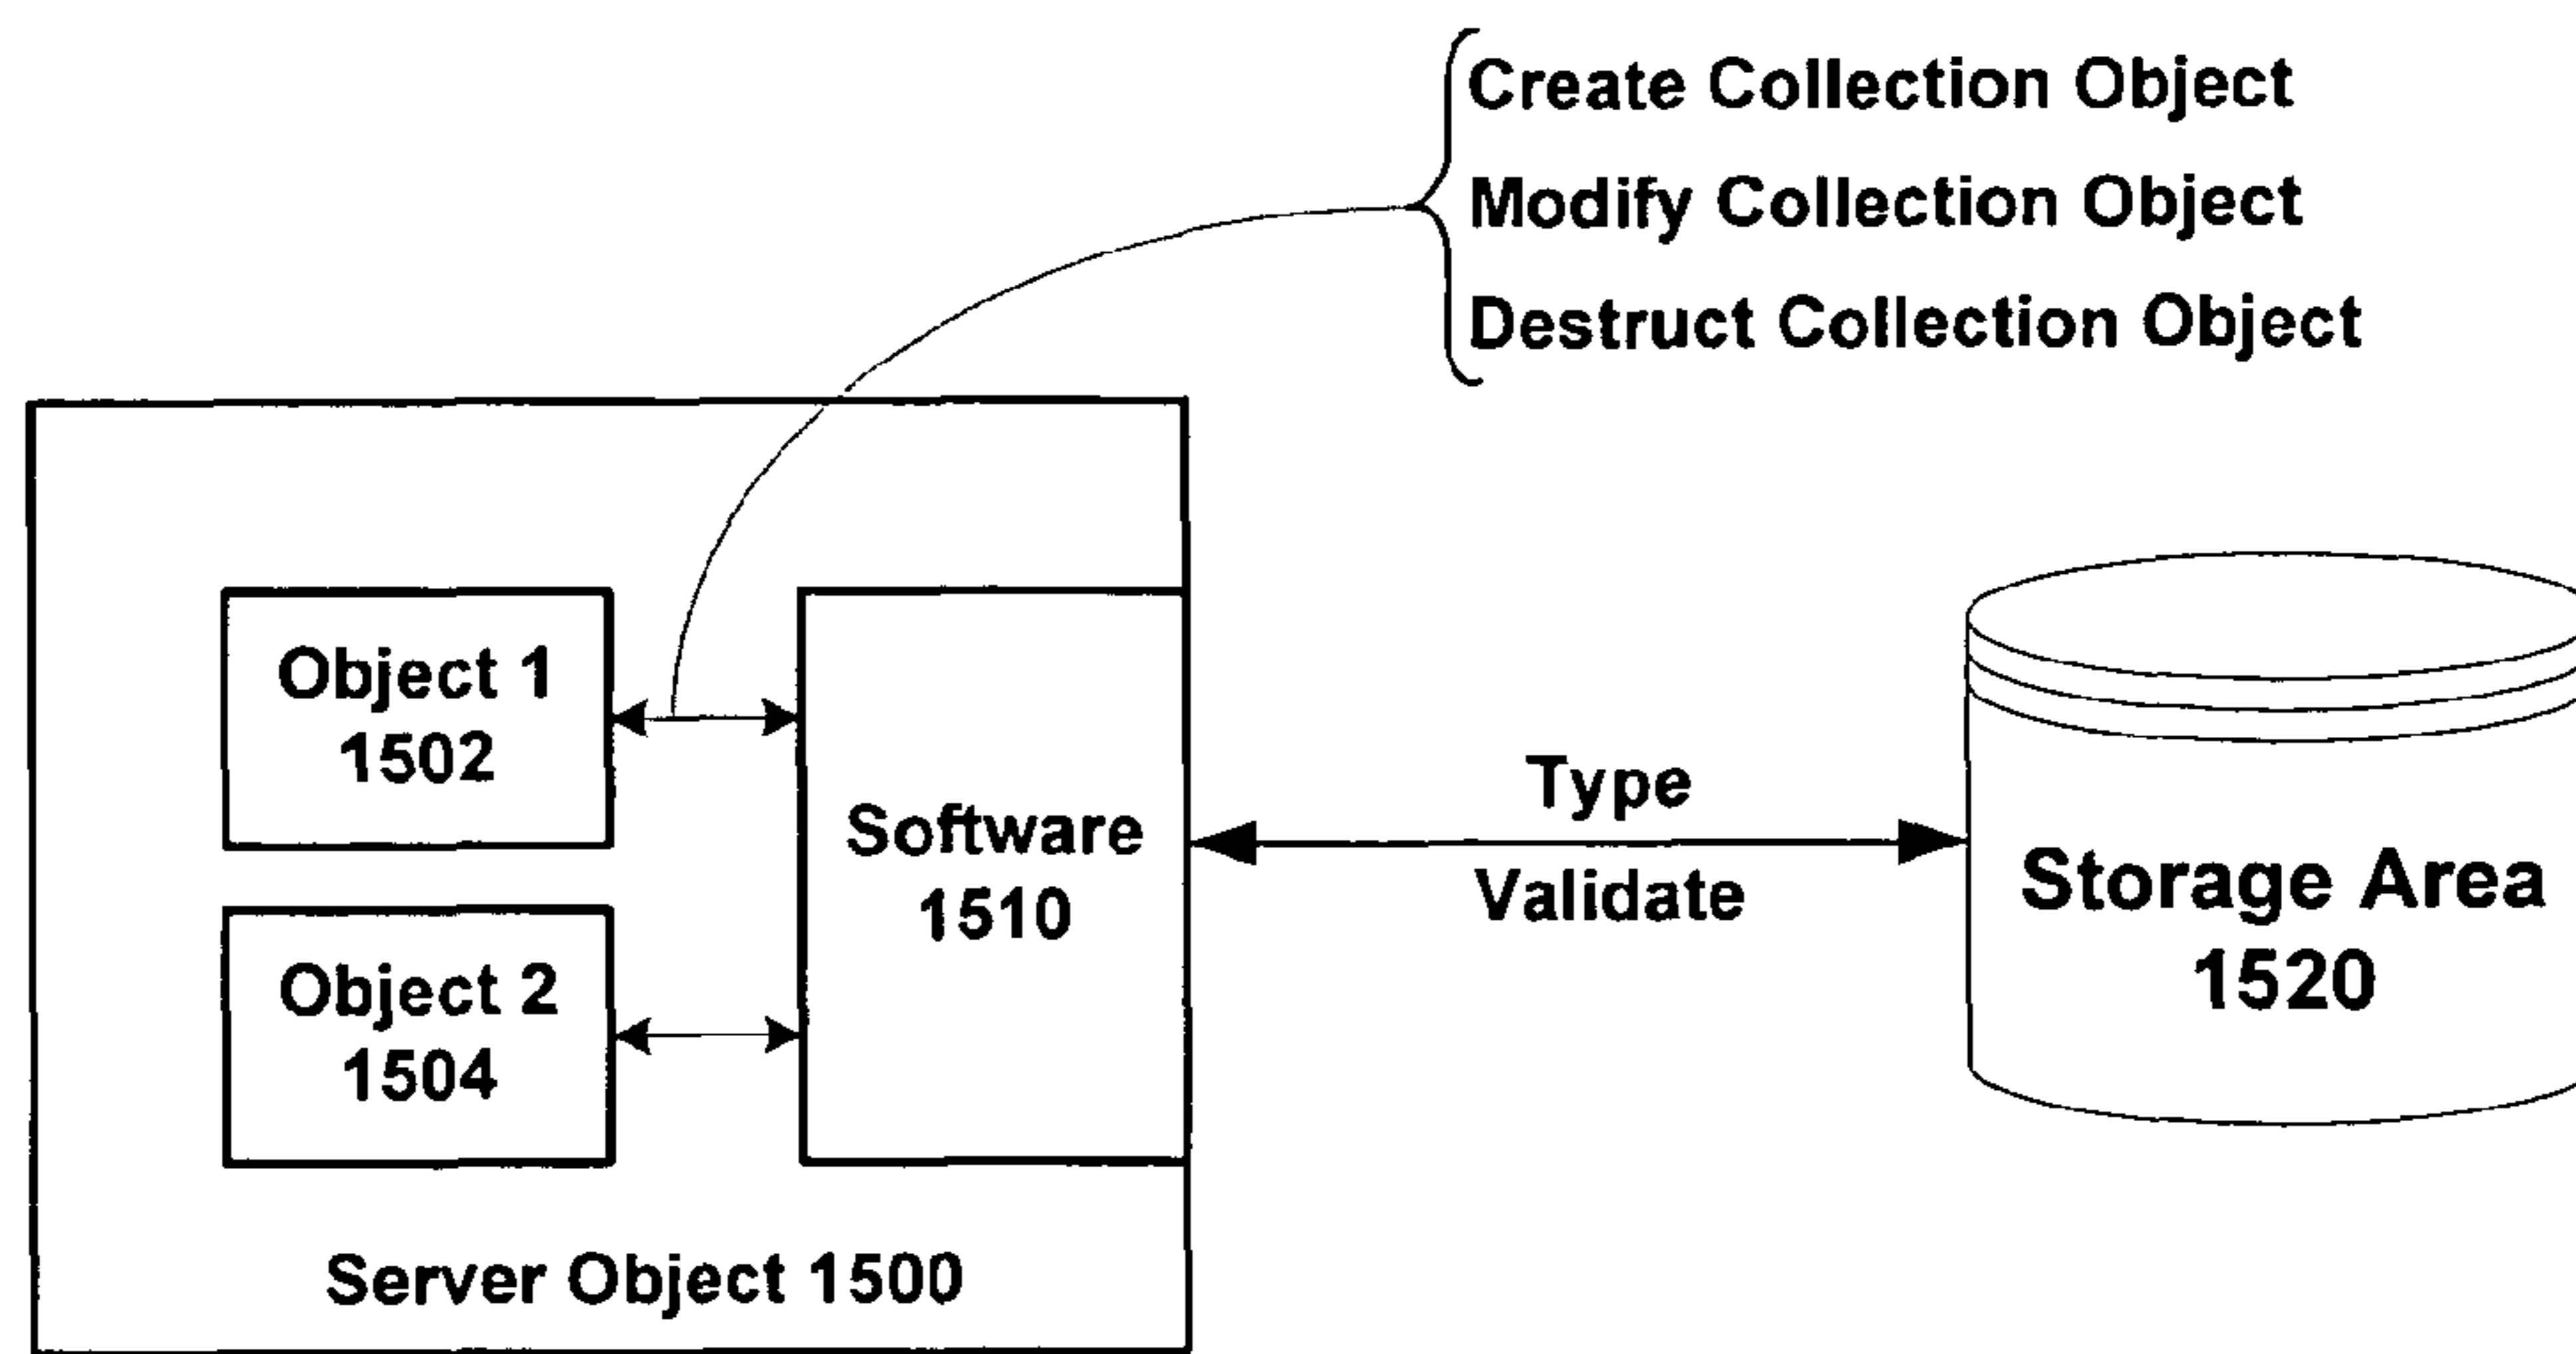 Create Collection Object
Modify Collection Object
Destruct Collection Object
Object 1
1502
Software
1510
Object 2
1504
Server Object 1500
Type
Validate
Storage Area
1520